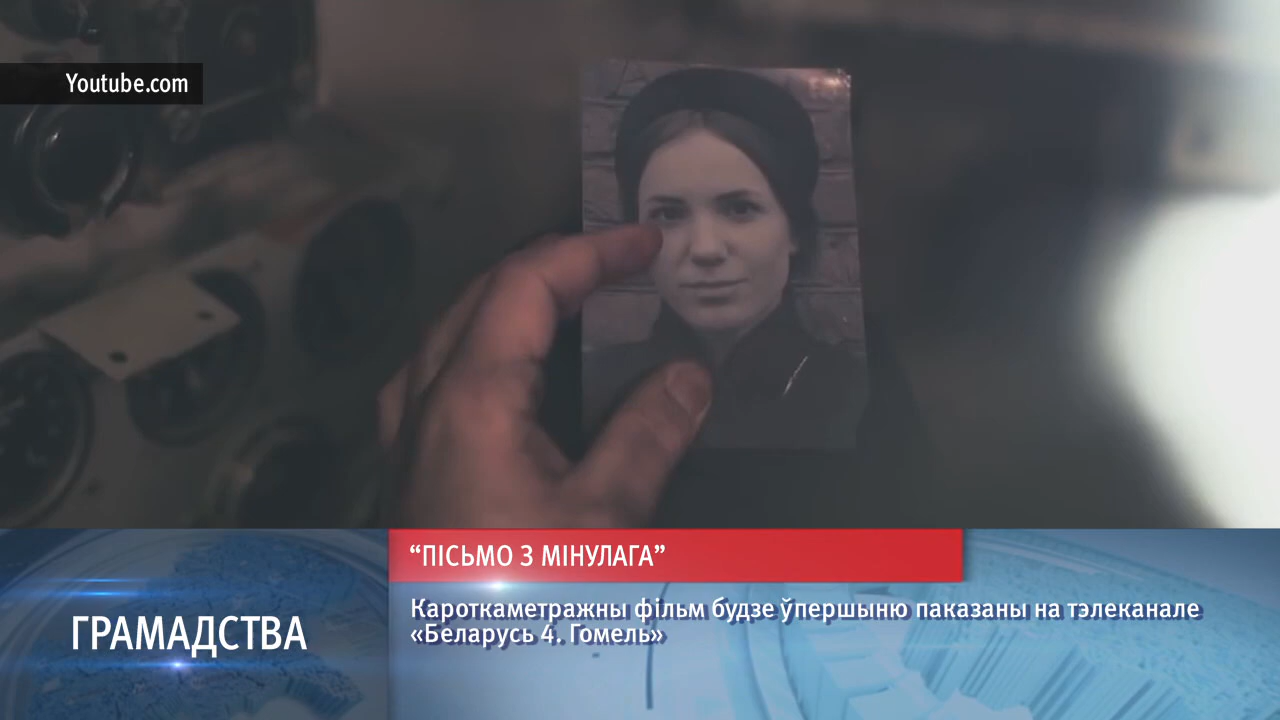 Youtube.com
“ПІСЬМО З МІНУЛАГА”
ГРАМАДСТВА
Кароткаметражны фільм будзе ўпершыню паказаны на тэлеканале
«Беларусь 4. Гомель»